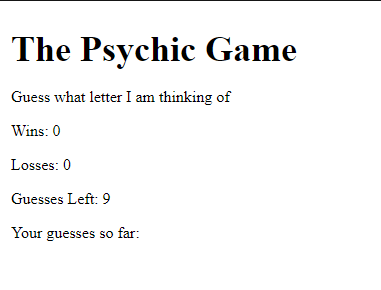 The Psychic Game
Guess what letter I am thinking of
Wins: 0
Losses: 0
Guesses Left: 9
Your guesses so far: